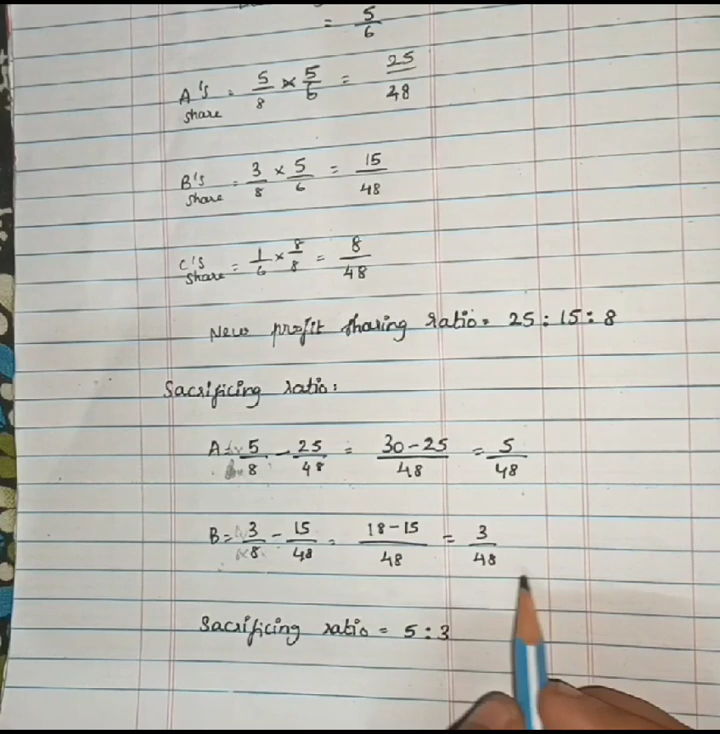 = 5/6
A's share = 5/8 × 5/6 = 25/48
B's share = 3/8 × 5/6 = 15/48
C's share = 1/6 × 8/8 = 8/48
New profit sharing ratio = 25 : 15 : 8
Sacrificing ratio:
A = 5/8 - 25/48 = 30-25/48 = 5/48
B = 3/8 - 15/48 = 18-15/48 = 3/48
Sacrificing ratio = 5 : 3